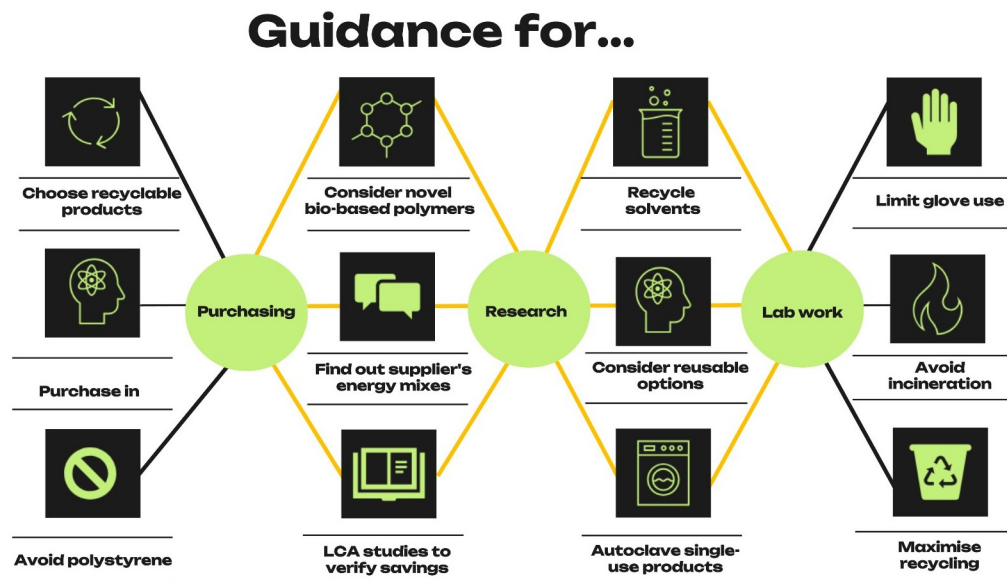 Guidance for...
Choose recyclable
products
Consider novel
bio-based polymers
Recycle
solvents
Limit glove use
Purchasing
Research
Lab work
Purchase in
Find out supplier's
energy mixes
Consider reusable
options
Avoid
incineration
Avoid polystyrene
LCA studies to
verify savings
Autoclave single-
use products
Maximise
recycling